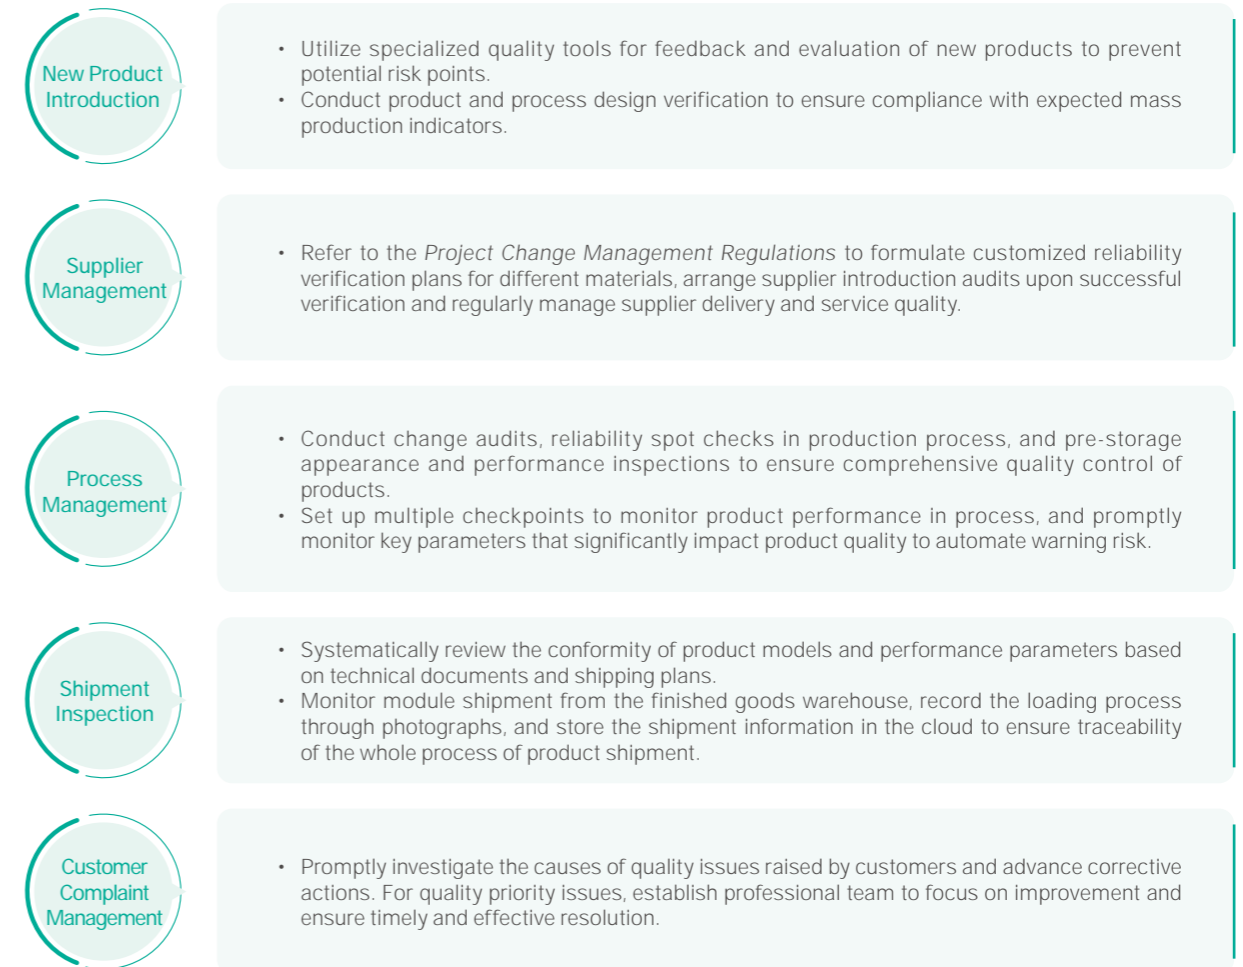 New Product
Introduction
• Utilize specialized quality tools for feedback and evaluation of new products to prevent
potential risk points.
• Conduct product and process design verification to ensure compliance with expected mass
production indicators.
Supplier
Management
• Refer to the Project Change Management Regulations to formulate customized reliability
verification plans for different materials, arrange supplier introduction audits upon successful
verification and regularly manage supplier delivery and service quality.
Process
Management
• Conduct change audits, reliability spot checks in production process, and pre-storage
appearance and performance inspections to ensure comprehensive quality control of
products.
• Set up multiple checkpoints to monitor product performance in process, and promptly
monitor key parameters that significantly impact product quality to automate warning risk.
Shipment
Inspection
• Systematically review the conformity of product models and performance parameters based
on technical documents and shipping plans.
• Monitor module shipment from the finished goods warehouse, record the loading process
through photographs, and store the shipment information in the cloud to ensure traceability
of the whole process of product shipment.
Customer
Complaint
Management
• Promptly investigate the causes of quality issues raised by customers and advance corrective
actions. For quality priority issues, establish professional team to focus on improvement and
ensure timely and effective resolution.